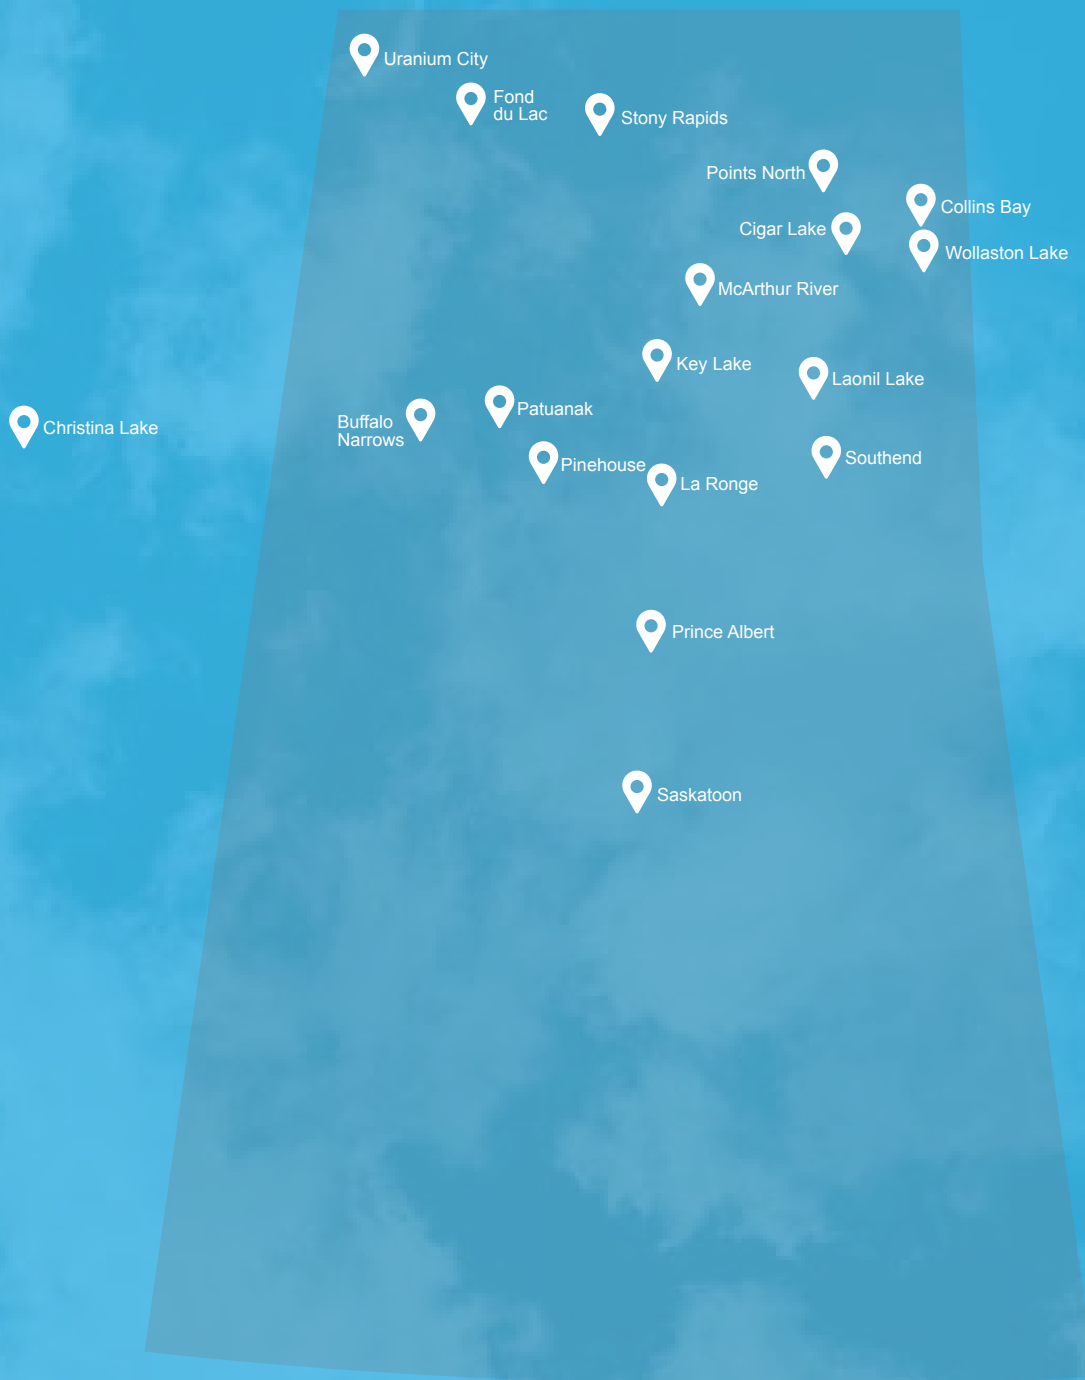 Uranium City
Fond
du Lac
Stony Rapids
Points North
Collins Bay
Cigar Lake
Wollaston Lake
McArthur River
Key Lake
Laonil Lake
Patuanak
Buffalo
Narrows
Christina Lake
Southend
Pinehouse
La Ronge
Prince Albert
Saskatoon